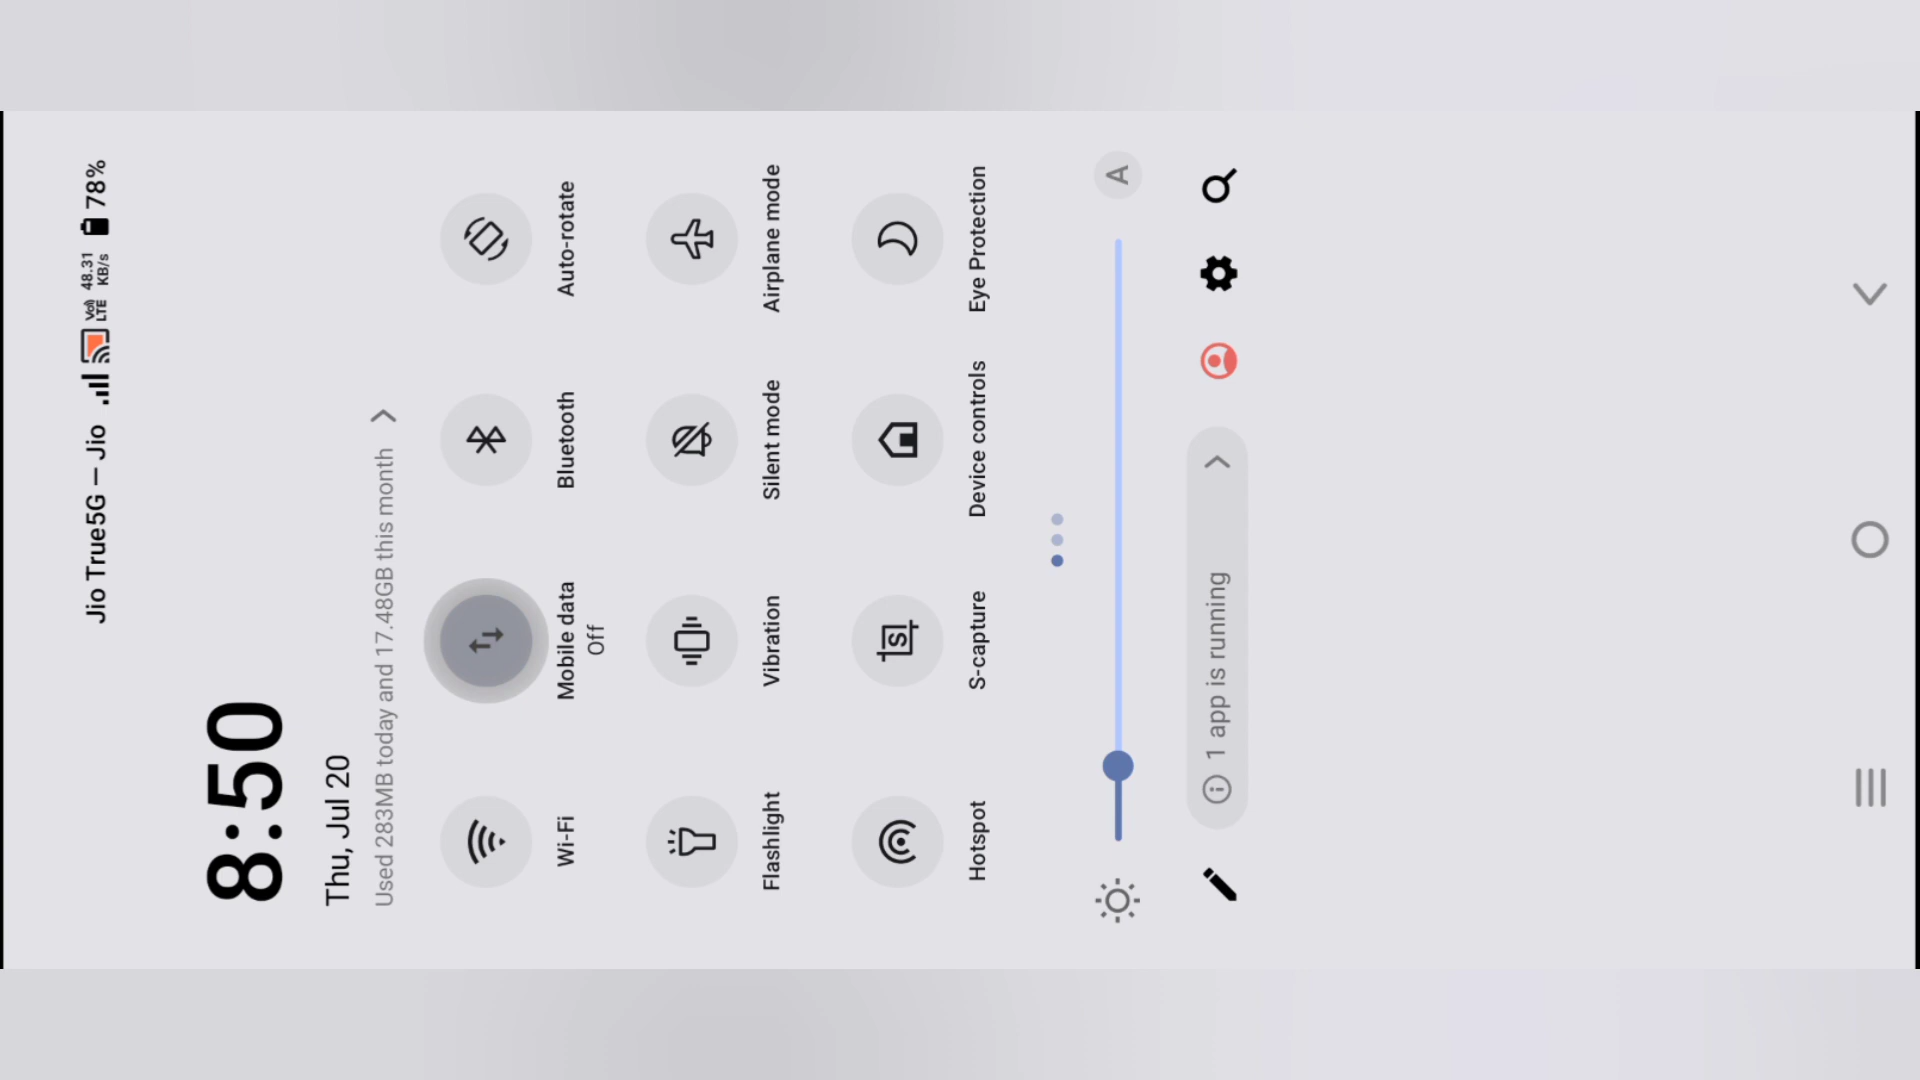 Jio True5G — Jio Vo) LTE 48.31 KB/s 78%
8:50
Thu, Jul 20
Used 283MB today and 17.48GB this month
Wi-Fi
Mobile data
Off
Bluetooth
Auto-rotate
Flashlight
Vibration
Silent mode
Airplane mode
Hotspot
S-capture
Device controls
Eye Protection
A
1 app is running